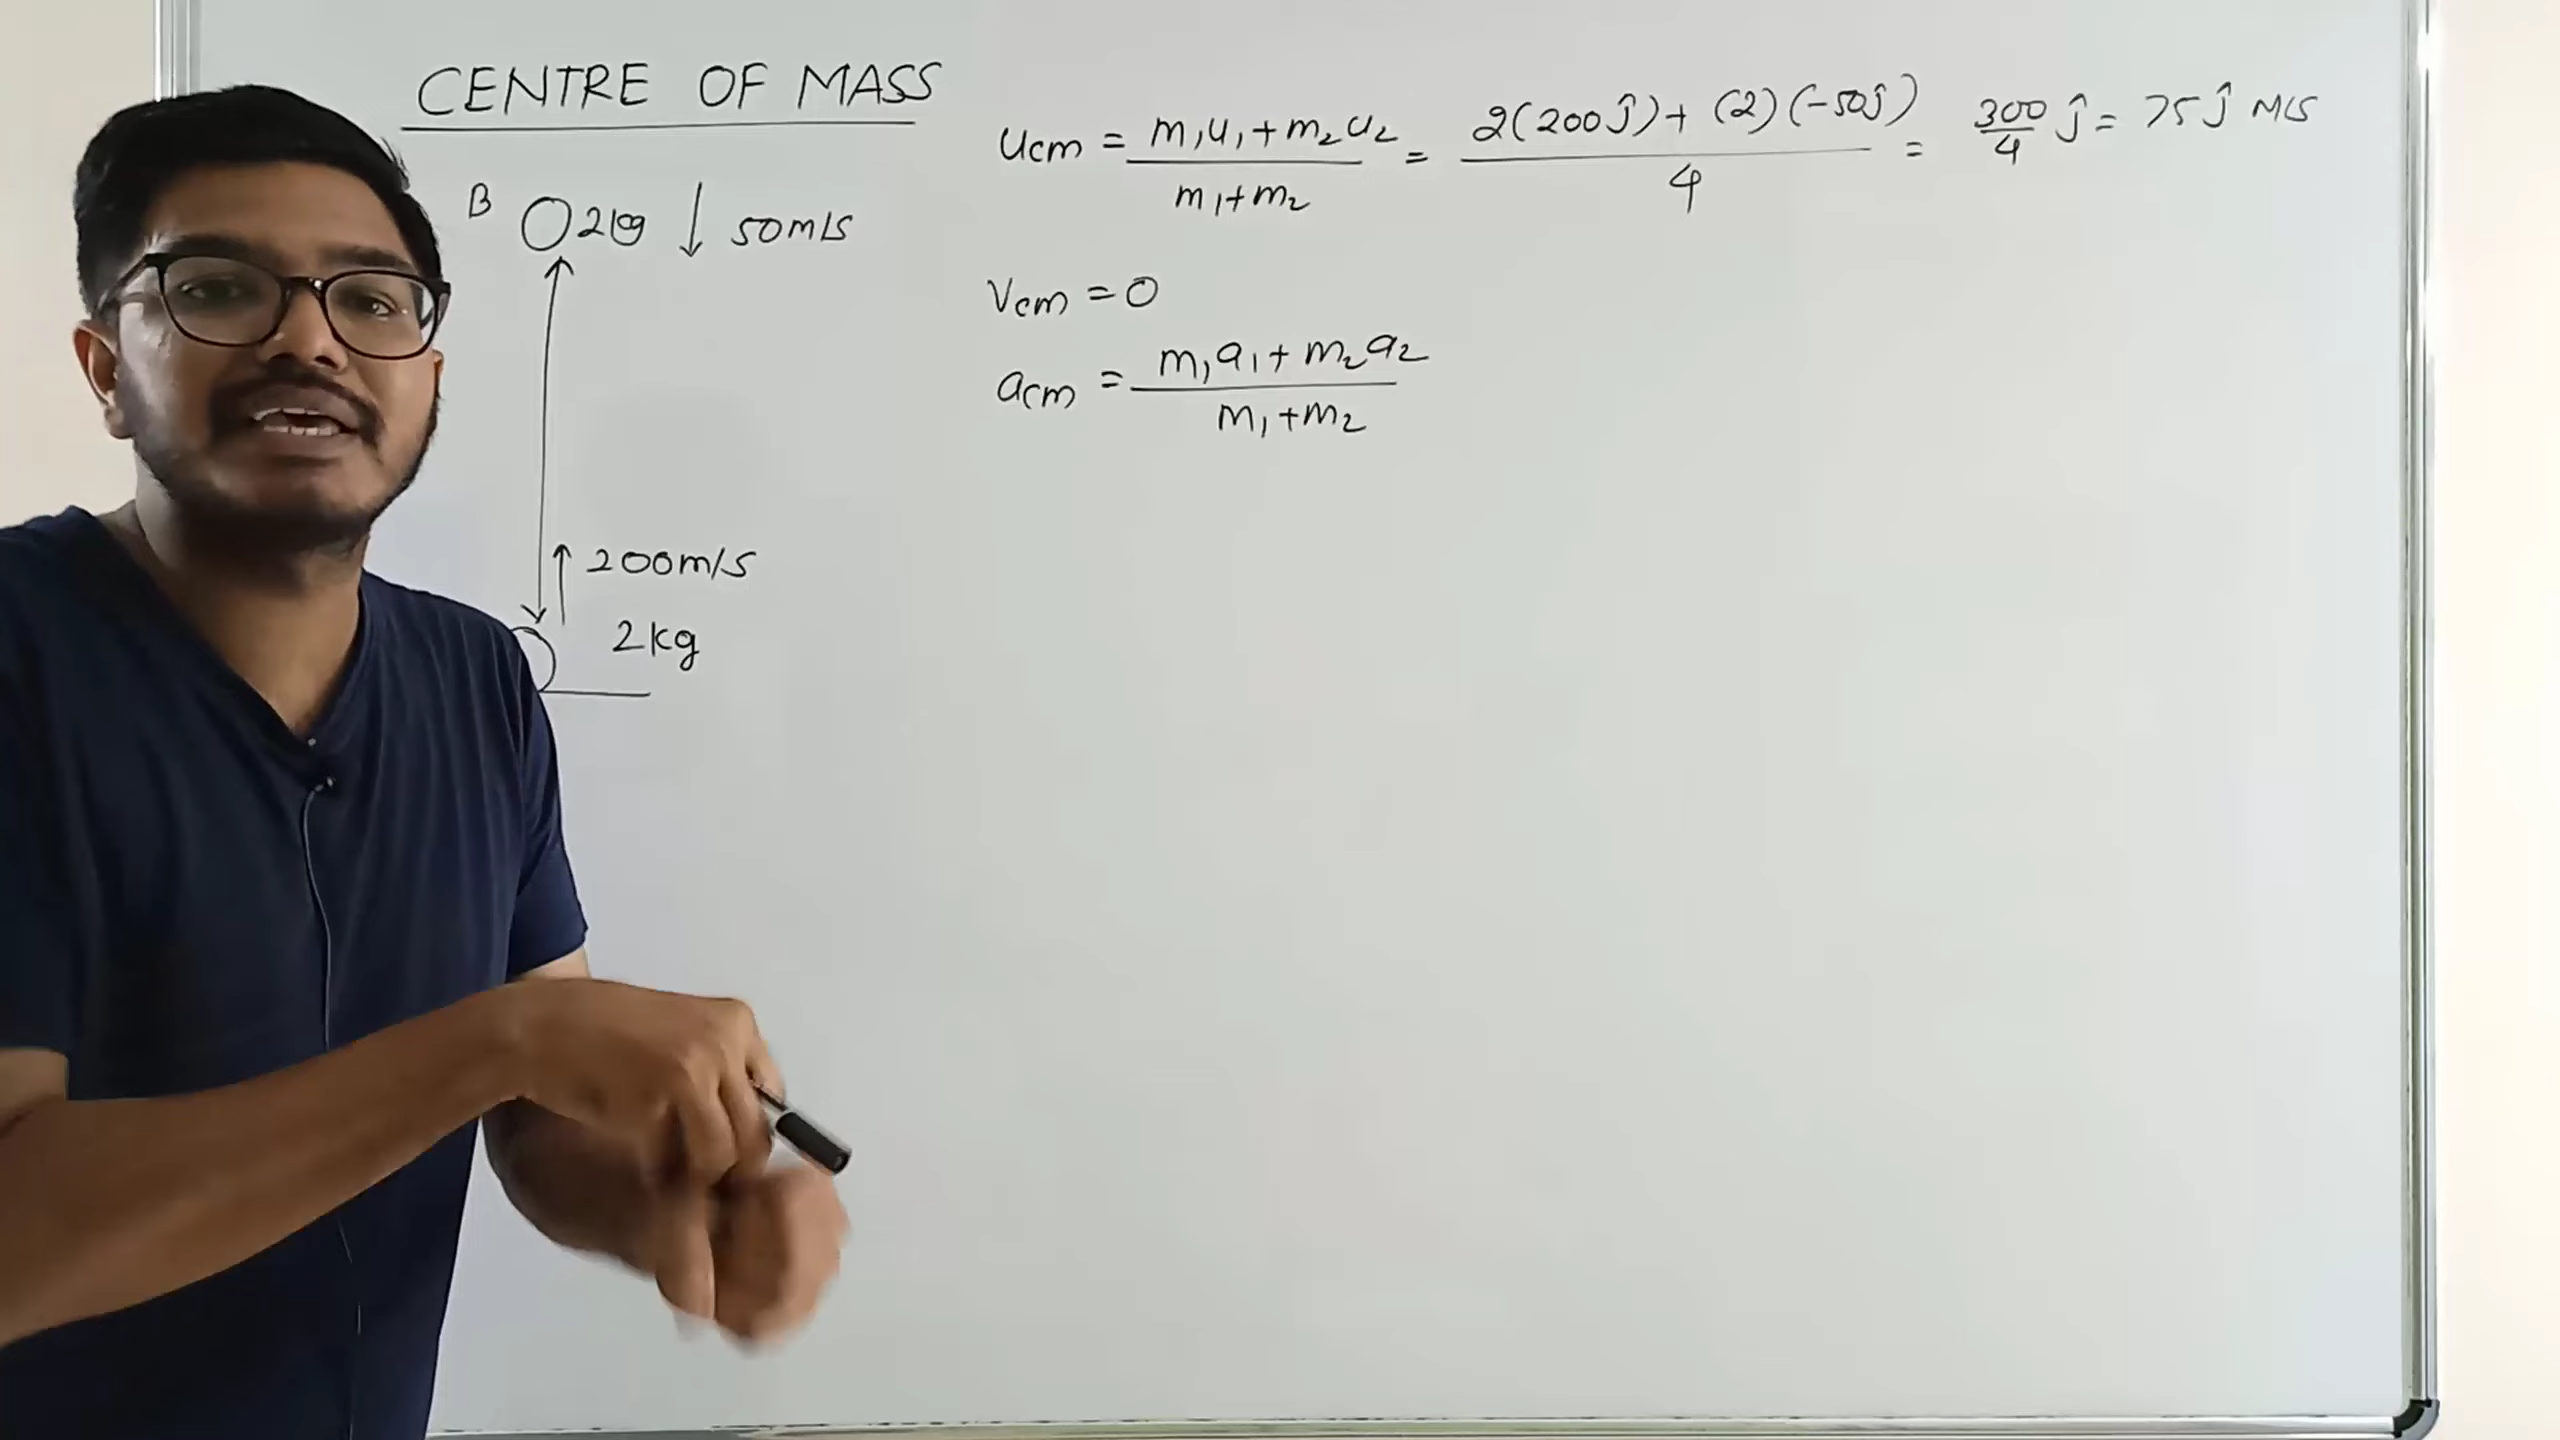 CENTRE OF MASS
B 2kg ↓ 50m/s
↑ 200m/s
2kg
ucm = m₁u₁+m₂u₂ / m₁+m₂ = 2(200ĵ)+(2)(-50ĵ) / 4 = 300/4 ĵ = 75ĵ m/s
vcm = 0
acm = m₁a₁+m₂a₂ / m₁+m₂